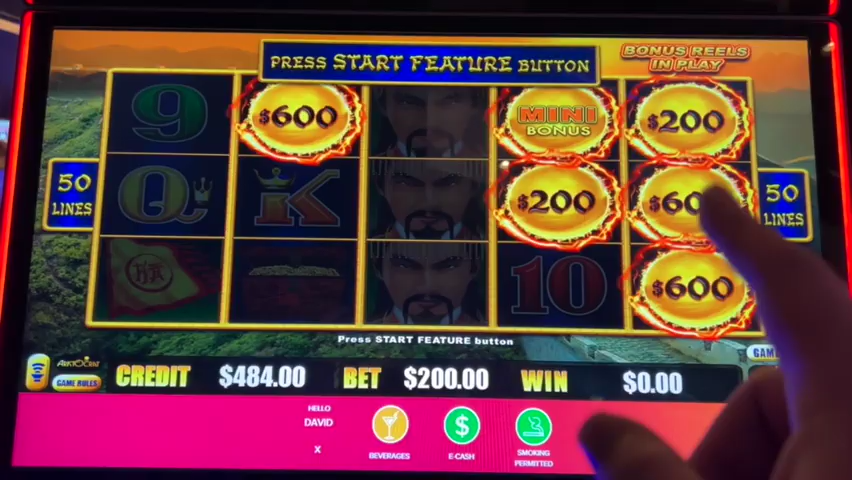 PRESS START FEATURE BUTTON
BONUS REELS
IN PLAY
9
$600
MINI
BONUS
$200
50
LINES
Q
K
$200
$60
50
LINES
10
$600
Press START FEATURE button
ARISTOCRAT
GAME RULES
CREDIT $484.00 BET $200.00 WIN $0.00
HELLO
DAVID
X
BEVERAGES
E-CASH
SMOKING
PERMITTED